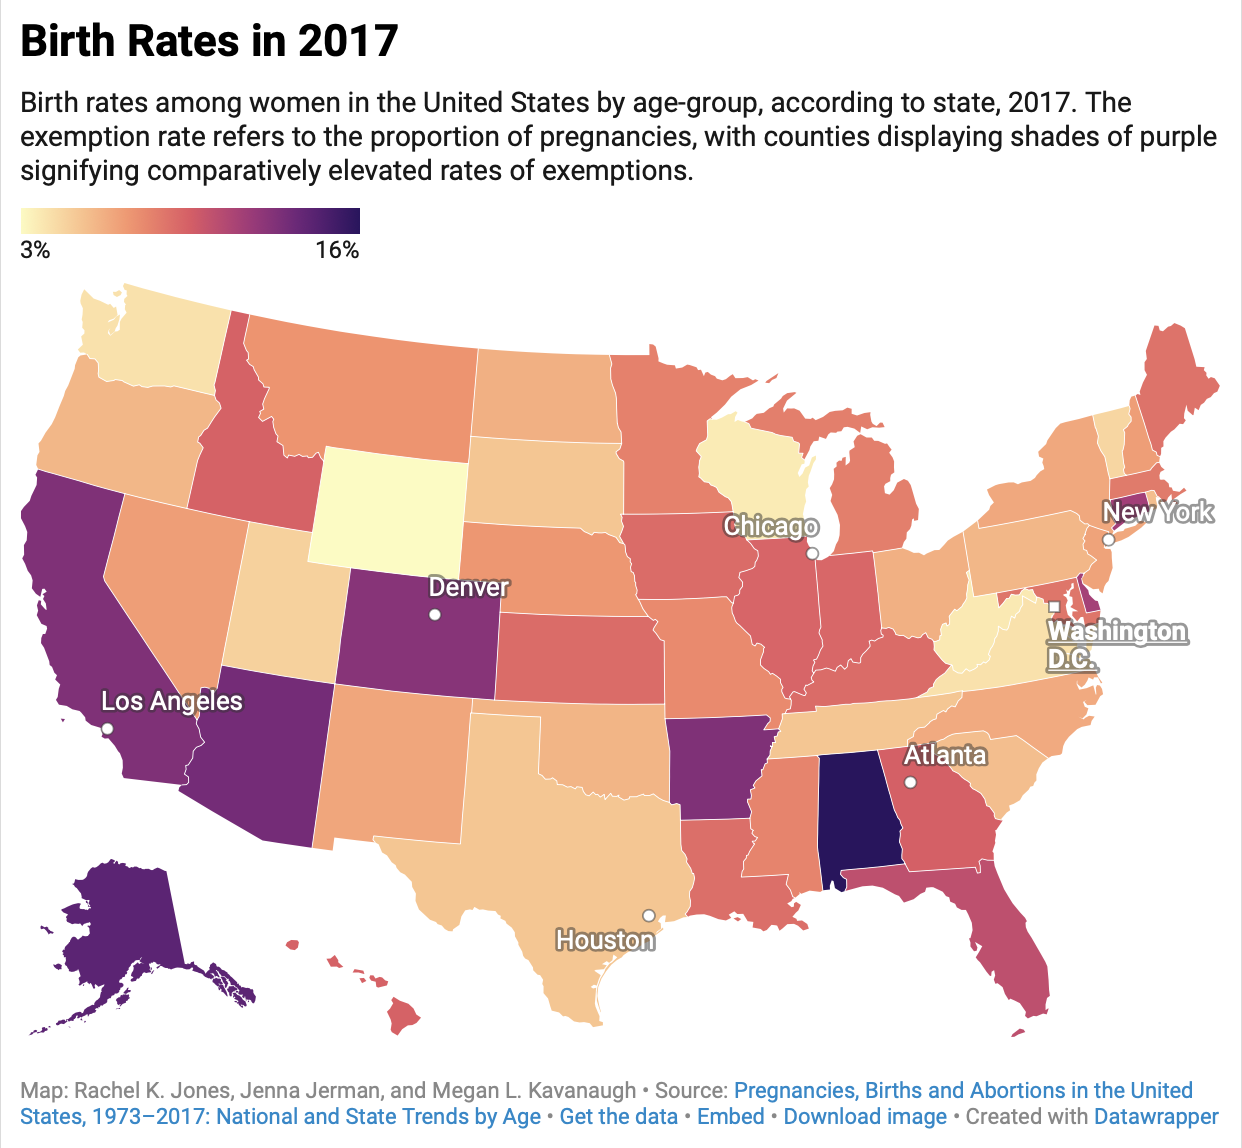 Birth Rates in 2017
Birth rates among women in the United States by age-group, according to state, 2017. The
exemption rate refers to the proportion of pregnancies, with counties displaying shades of purple
signifying comparatively elevated rates of exemptions.
3% 16%
Chicago
New York
Denver
Washington
D.C.
Los Angeles
Atlanta
Houston
Map: Rachel K. Jones, Jenna Jerman, and Megan L. Kavanaugh • Source: Pregnancies, Births and Abortions in the United
States, 1973–2017: National and State Trends by Age • Get the data • Embed • Download image • Created with Datawrapper